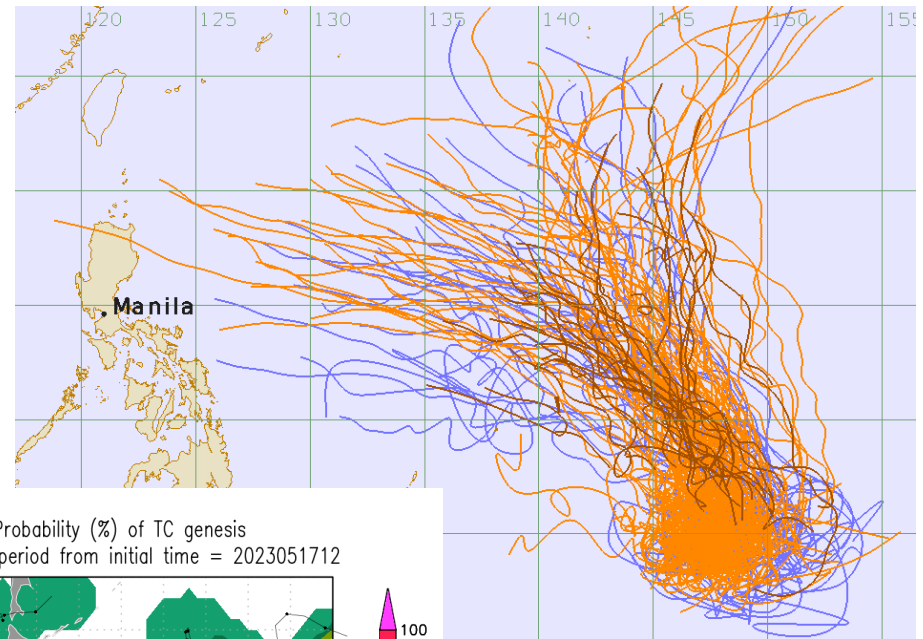 120 125 130 135 140 145 150 155
Manila
Probability (%) of TC genesis
period from initial time = 2023051712
100